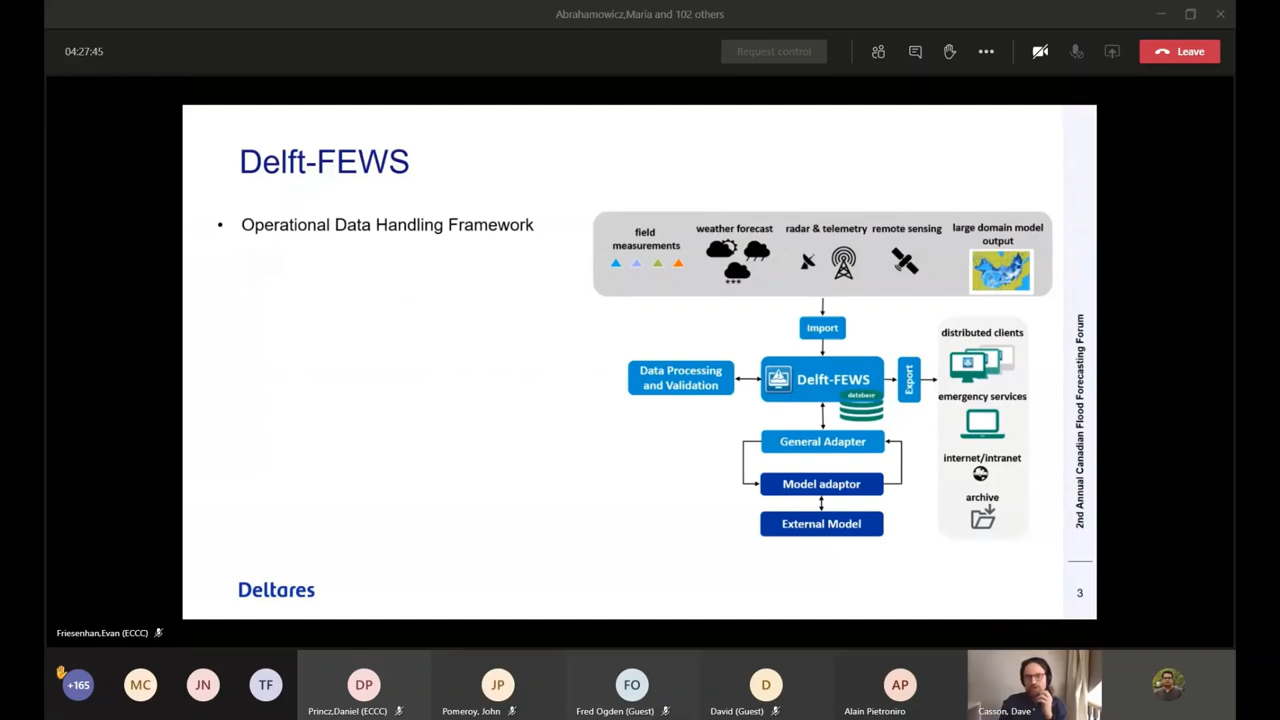 Abrahamowicz,Maria and 102 others
04:27:45
Request control
Leave
Delft-FEWS
• Operational Data Handling Framework
field
measurements
weather forecast
radar & telemetry
remote sensing
large domain model
output
Import
Data Processing
and Validation
Delft-FEWS
database
Export
General Adapter
Model adaptor
External Model
distributed clients
emergency services
internet/intranet
archive
2nd Annual Canadian Flood Forecasting Forum
Deltares
3
Friesenhan,Evan (ECCC)
+165
MC
JN
TF
DP
Princz,Daniel (ECCC)
JP
Pomeroy, John
FO
Fred Ogden (Guest)
D
David (Guest)
AP
Alain Pietroniro
Casson, Dave